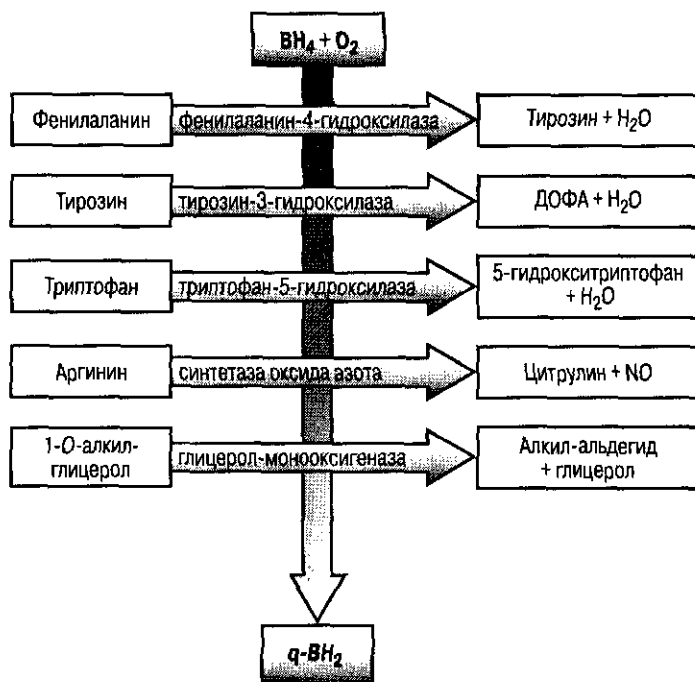 BH₄ + O₂
Фенилаланин
фенилаланин-4-гидроксилаза
Тирозин + H₂O
Тирозин
тирозин-3-гидроксилаза
ДОФА + H₂O
Триптофан
триптофан-5-гидроксилаза
5-гидрокситриптофан
+ H₂O
Аргинин
синтетаза оксида азота
Цитрулин + NO
1-О-алкил-
глицерол
глицерол-монооксигеназа
Алкил-альдегид
+ глицерол
q-BH₂